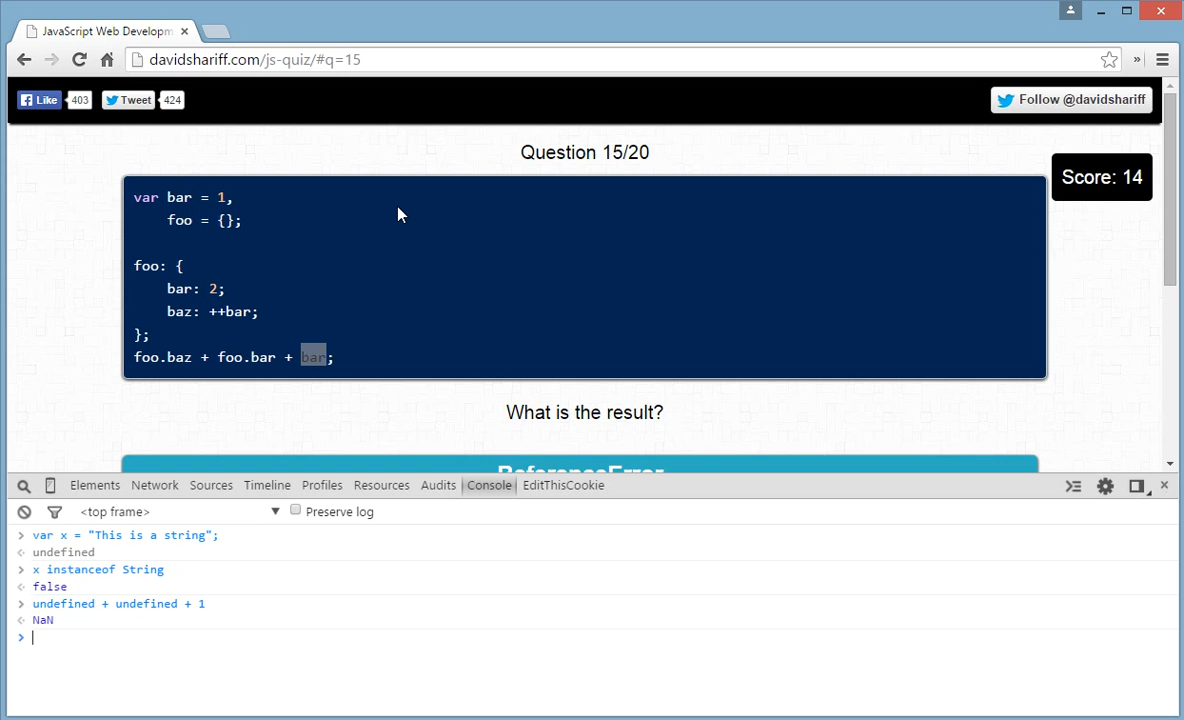 JavaScript Web Developm
davidshariff.com/js-quiz/#q=15
Like 403 Tweet 424 Follow @davidshariff
Question 15/20
Score: 14
var bar = 1,
    foo = {};
foo: {
    bar: 2;
    baz: ++bar;
};
foo.baz + foo.bar + bar;
What is the result?
ReferenceError
Elements Network Sources Timeline Profiles Resources Audits Console EditThisCookie
<top frame> Preserve log
var x = "This is a string";
undefined
x instanceof String
false
undefined + undefined + 1
NaN